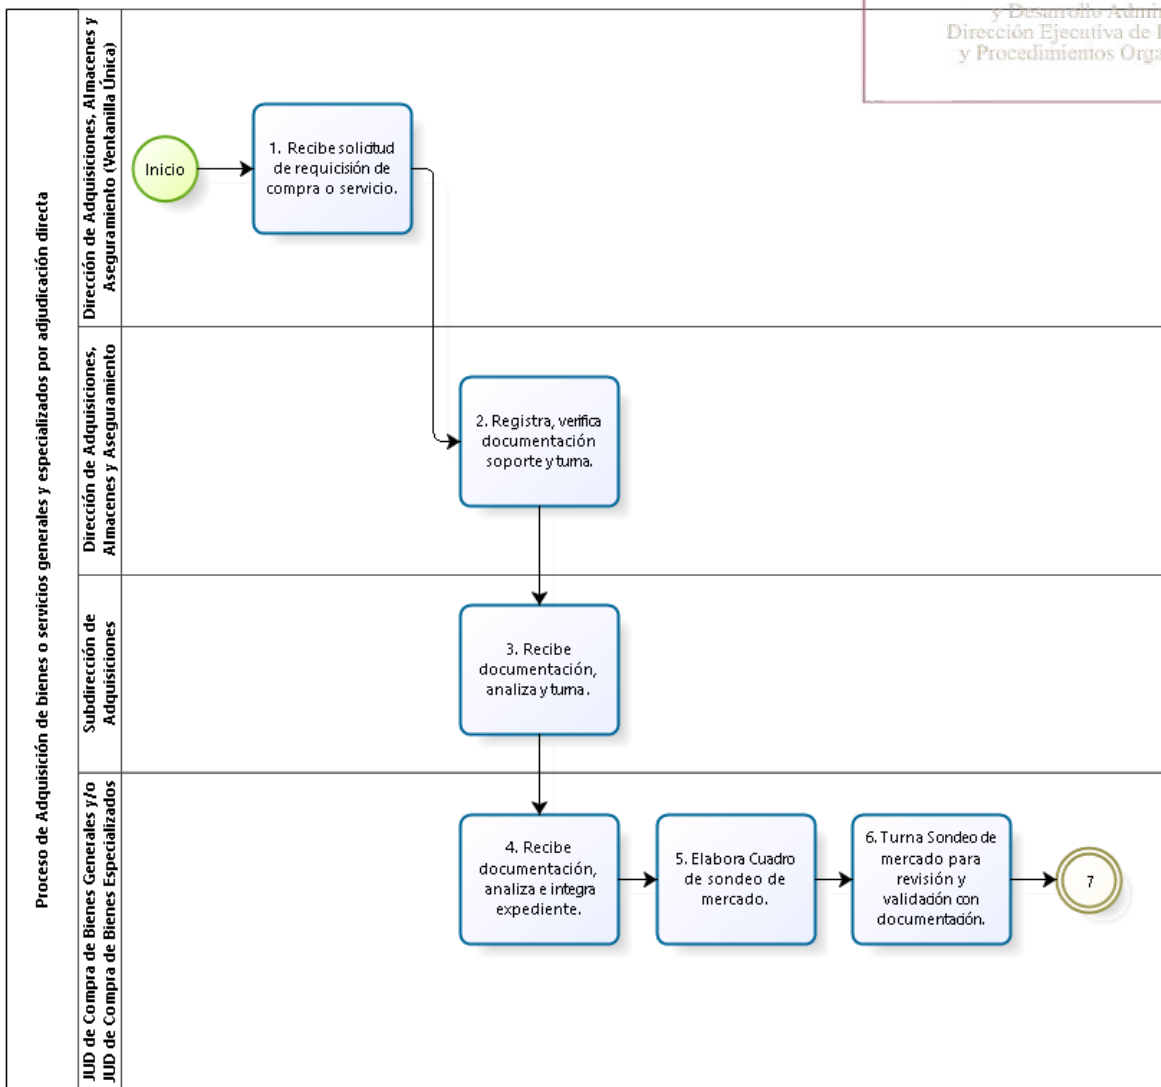 y Desarrollo
Dirección Ejecutiva de
y Procedimientos
Proceso de Adquisición de bienes o servicios generales y especializados por adjudicación directa
Dirección de Adquisiciones, Almacenes y
Aseguramiento (Ventanilla Única)
Inicio
1. Recibe solicitud
de requicisión de
compra o servicio.
Dirección de Adquisiciones,
Almacenes y Aseguramiento
2. Registra, verifica
documentación
soporte y turna.
Subdirección de
Adquisiciones
3. Recibe
documentación,
analiza y turna.
JUD de Compra de Bienes Generales y/o
JUD de Compra de Bienes Especializados
4. Recibe
documentación,
analiza e integra
expediente.
5. Elabora Cuadro
de sondeo de
mercado.
6. Turna Sondeo de
mercado para
revisión y
validación con
documentación.
7